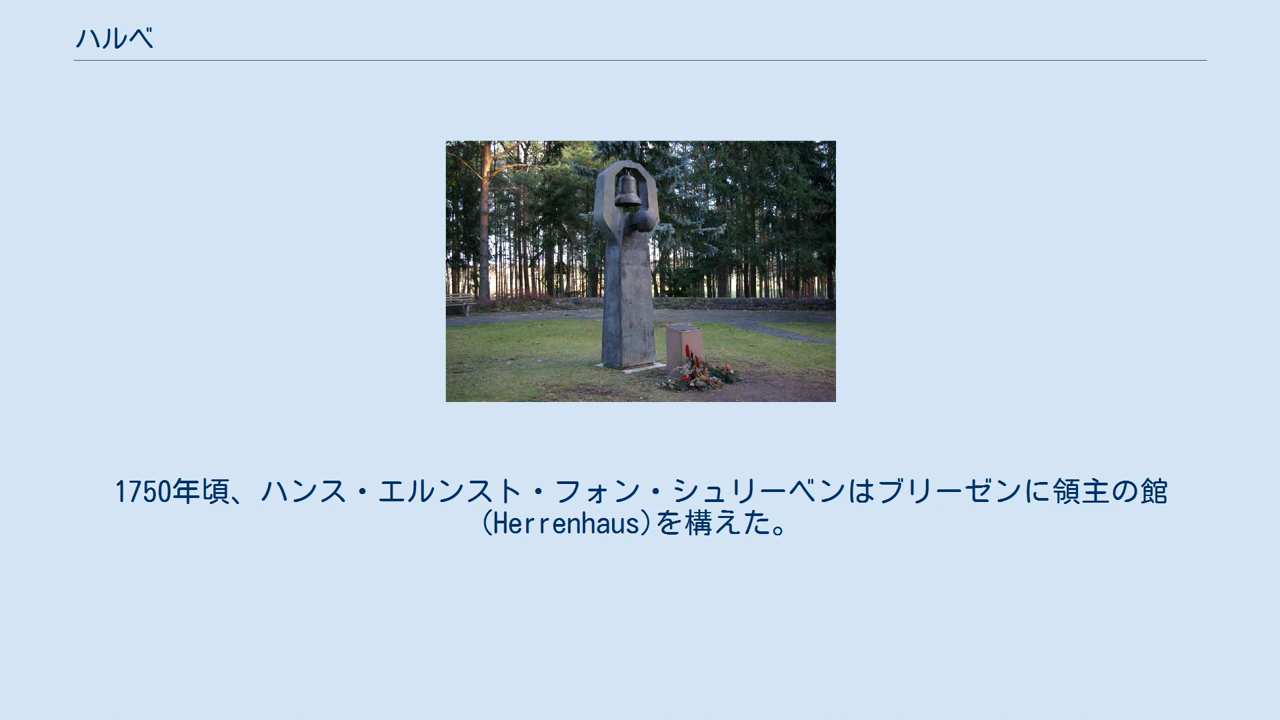 ハルベ
1750年頃、ハンス・エルンスト・フォン・シュリーベンはブリーゼンに領主の館
(Herrenhaus)を構えた。